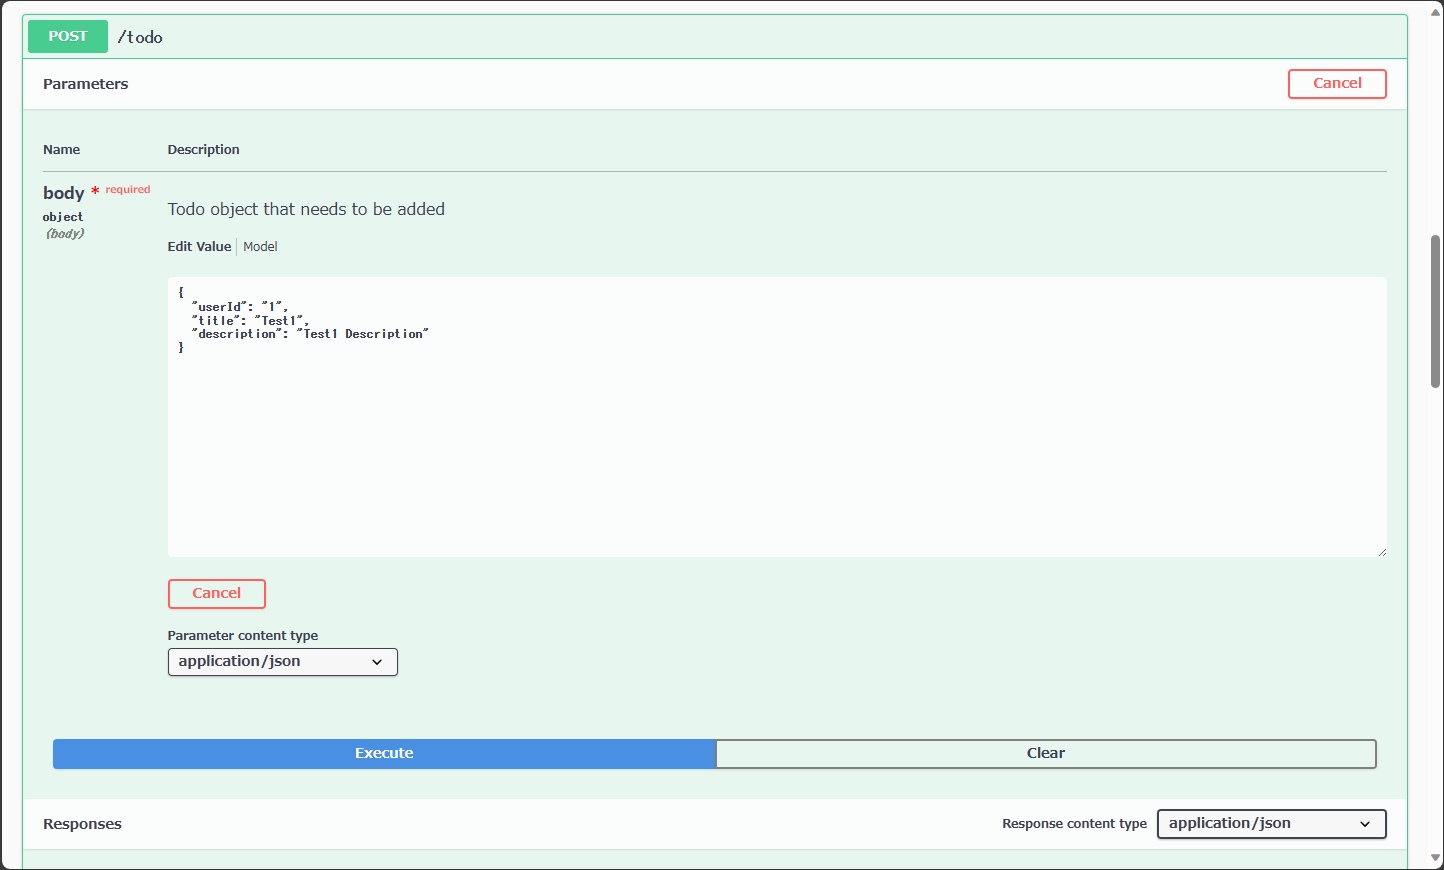 POST /todo
Parameters
Cancel
Name Description
body * required
object
(body)
Todo object that needs to be added
Edit Value Model
{
  "userId": "1",
  "title": "Test1",
  "description": "Test1 Description"
}
Cancel
Parameter content type
application/json
Execute
Clear
Responses
Response content type
application/json